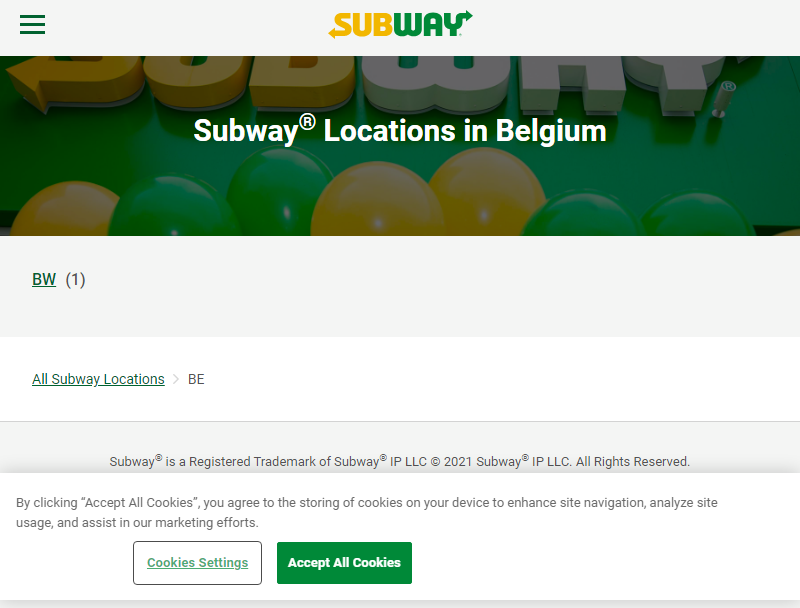 SUBWAY
Subway® Locations in Belgium
BW (1)
All Subway Locations > BE
Subway® is a Registered Trademark of Subway® IP LLC © 2021 Subway® IP LLC. All Rights Reserved.
By clicking “Accept All Cookies”, you agree to the storing of cookies on your device to enhance site navigation, analyze site
usage, and assist in our marketing efforts.
Cookies Settings
Accept All Cookies